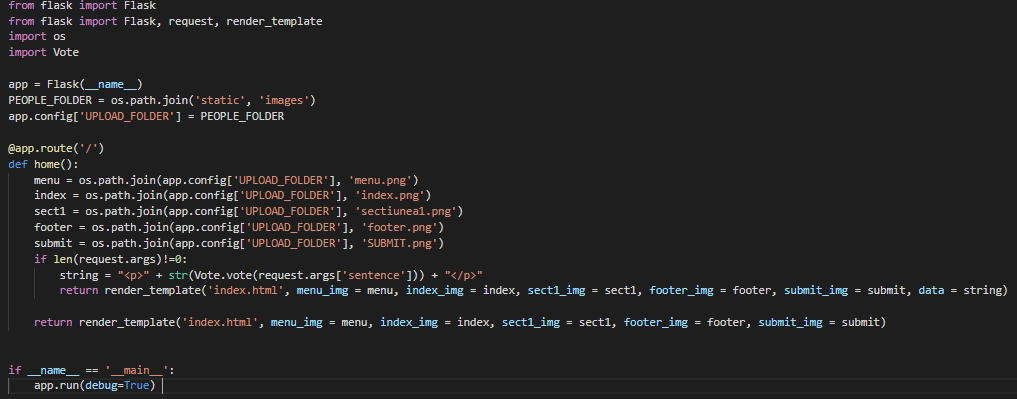 from flask import Flask
from flask import Flask, request, render_template
import os
import Vote

app = Flask(__name__)
PEOPLE_FOLDER = os.path.join('static', 'images')
app.config['UPLOAD_FOLDER'] = PEOPLE_FOLDER

@app.route('/')
def home():
    menu = os.path.join(app.config['UPLOAD_FOLDER'], 'menu.png')
    index = os.path.join(app.config['UPLOAD_FOLDER'], 'index.png')
    sect1 = os.path.join(app.config['UPLOAD_FOLDER'], 'sectiunea1.png')
    footer = os.path.join(app.config['UPLOAD_FOLDER'], 'footer.png')
    submit = os.path.join(app.config['UPLOAD_FOLDER'], 'SUBMIT.png')
    if len(request.args)!=0:
        string = "<p>" + str(Vote.vote(request.args['sentence'])) + "</p>"
        return render_template('index.html', menu_img = menu, index_img = index, sect1_img = sect1, footer_img = footer, submit_img = submit, data = string)

    return render_template('index.html', menu_img = menu, index_img = index, sect1_img = sect1, footer_img = footer, submit_img = submit)


if __name__ == '__main__':
    app.run(debug=True)